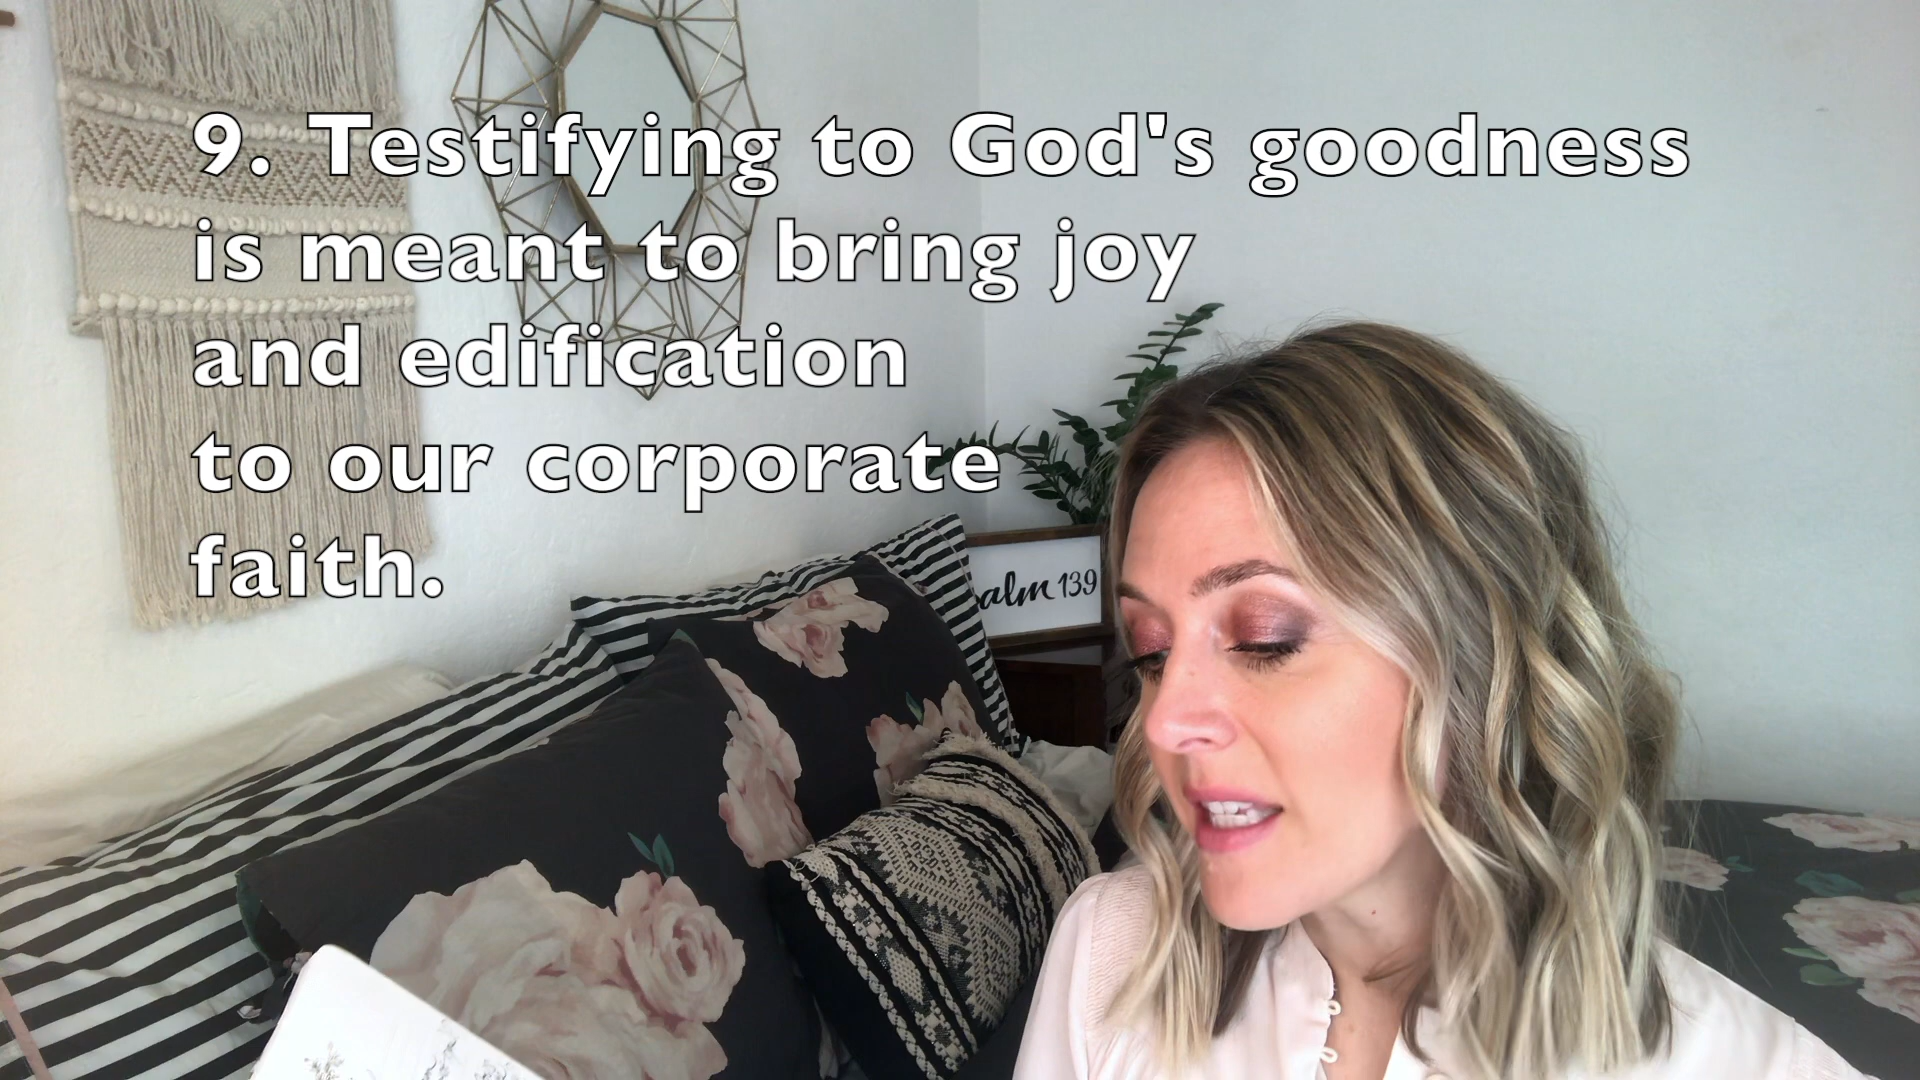 9. Testifying to God's goodness
is meant to bring joy
and edification
to our corporate
faith.
alm 139